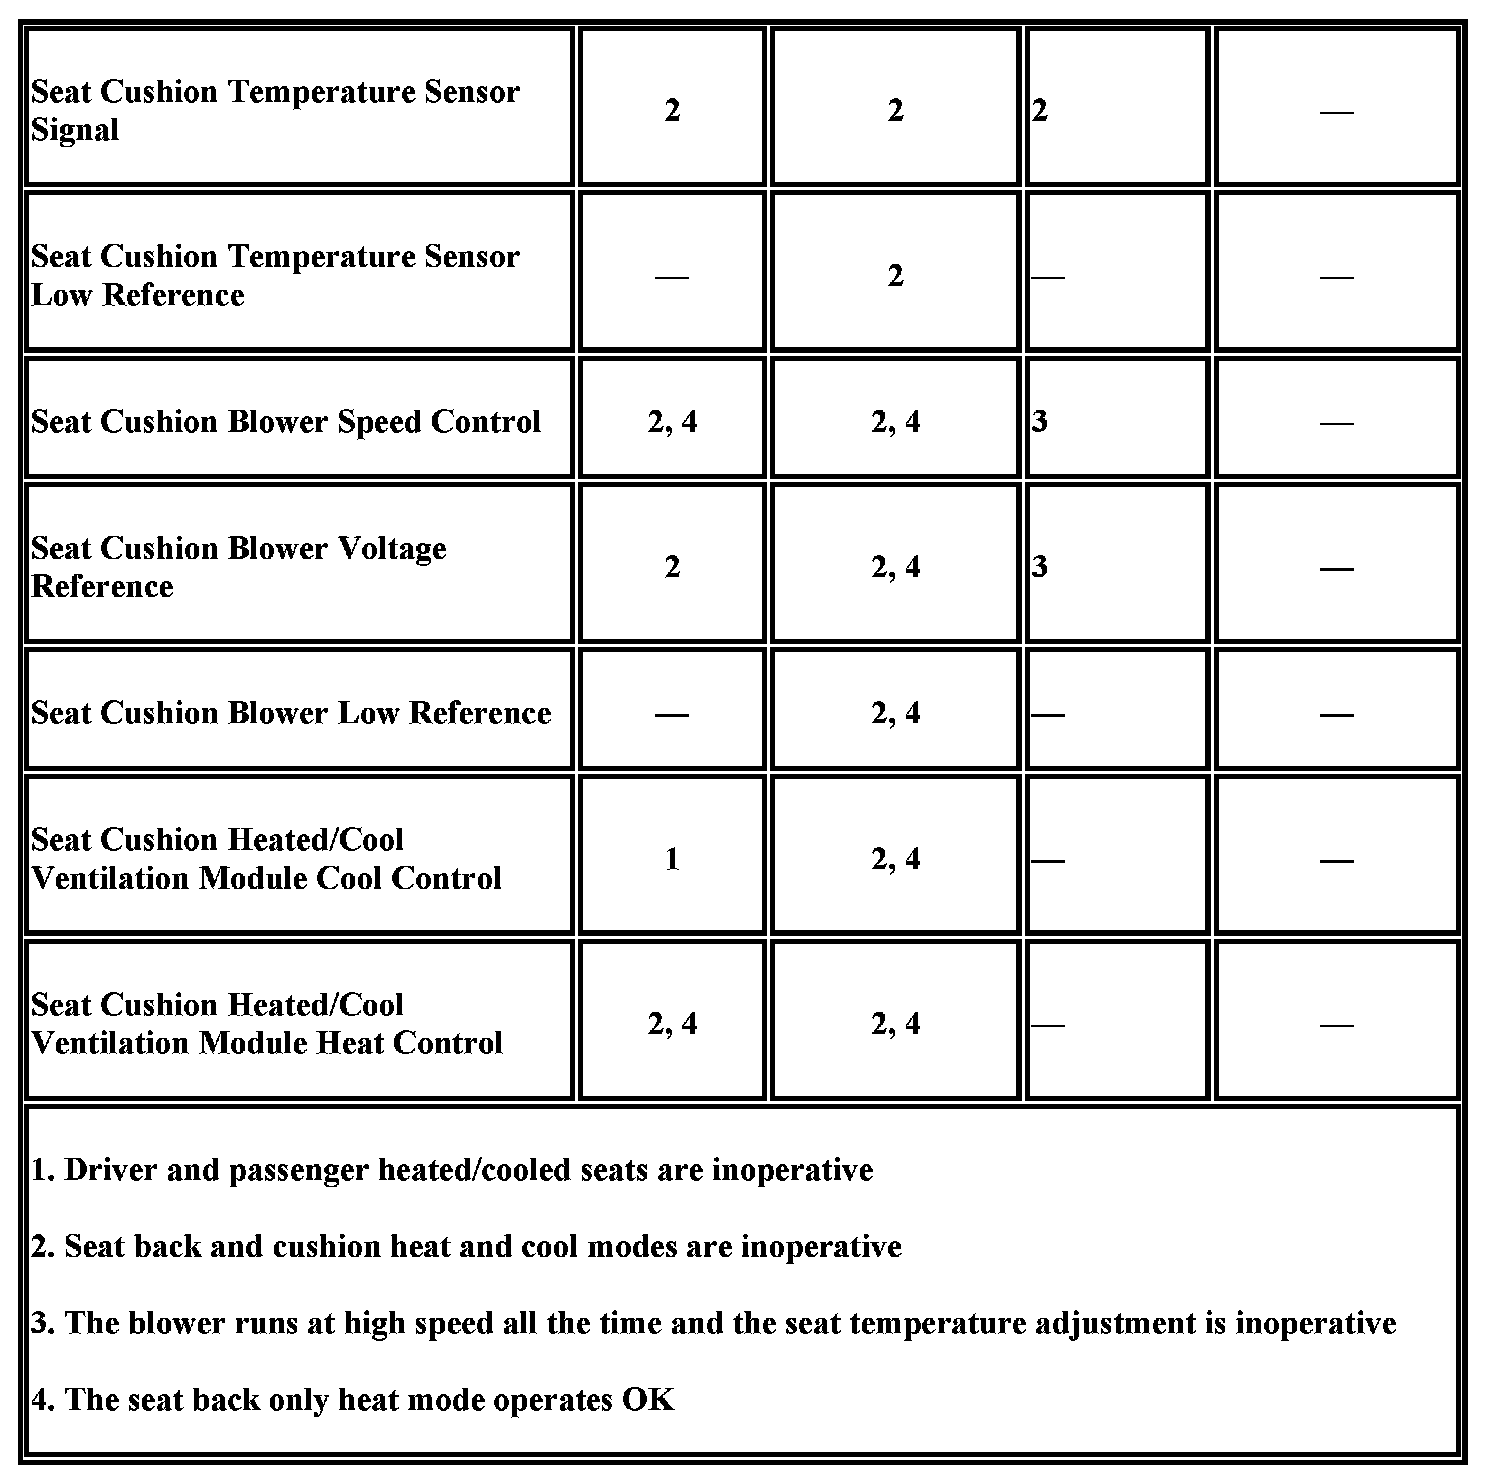 Seat Cushion Temperature Sensor
Signal
2
2
2
—
Seat Cushion Temperature Sensor
Low Reference
—
2
—
—
Seat Cushion Blower Speed Control
2, 4
2, 4
3
—
Seat Cushion Blower Voltage
Reference
2
2, 4
3
—
Seat Cushion Blower Low Reference
—
2, 4
—
—
Seat Cushion Heated/Cool
Ventilation Module Cool Control
1
2, 4
—
—
Seat Cushion Heated/Cool
Ventilation Module Heat Control
2, 4
2, 4
—
—
1. Driver and passenger heated/cooled seats are inoperative
2. Seat back and cushion heat and cool modes are inoperative
3. The blower runs at high speed all the time and the seat temperature adjustment is inoperative
4. The seat back only heat mode operates OK